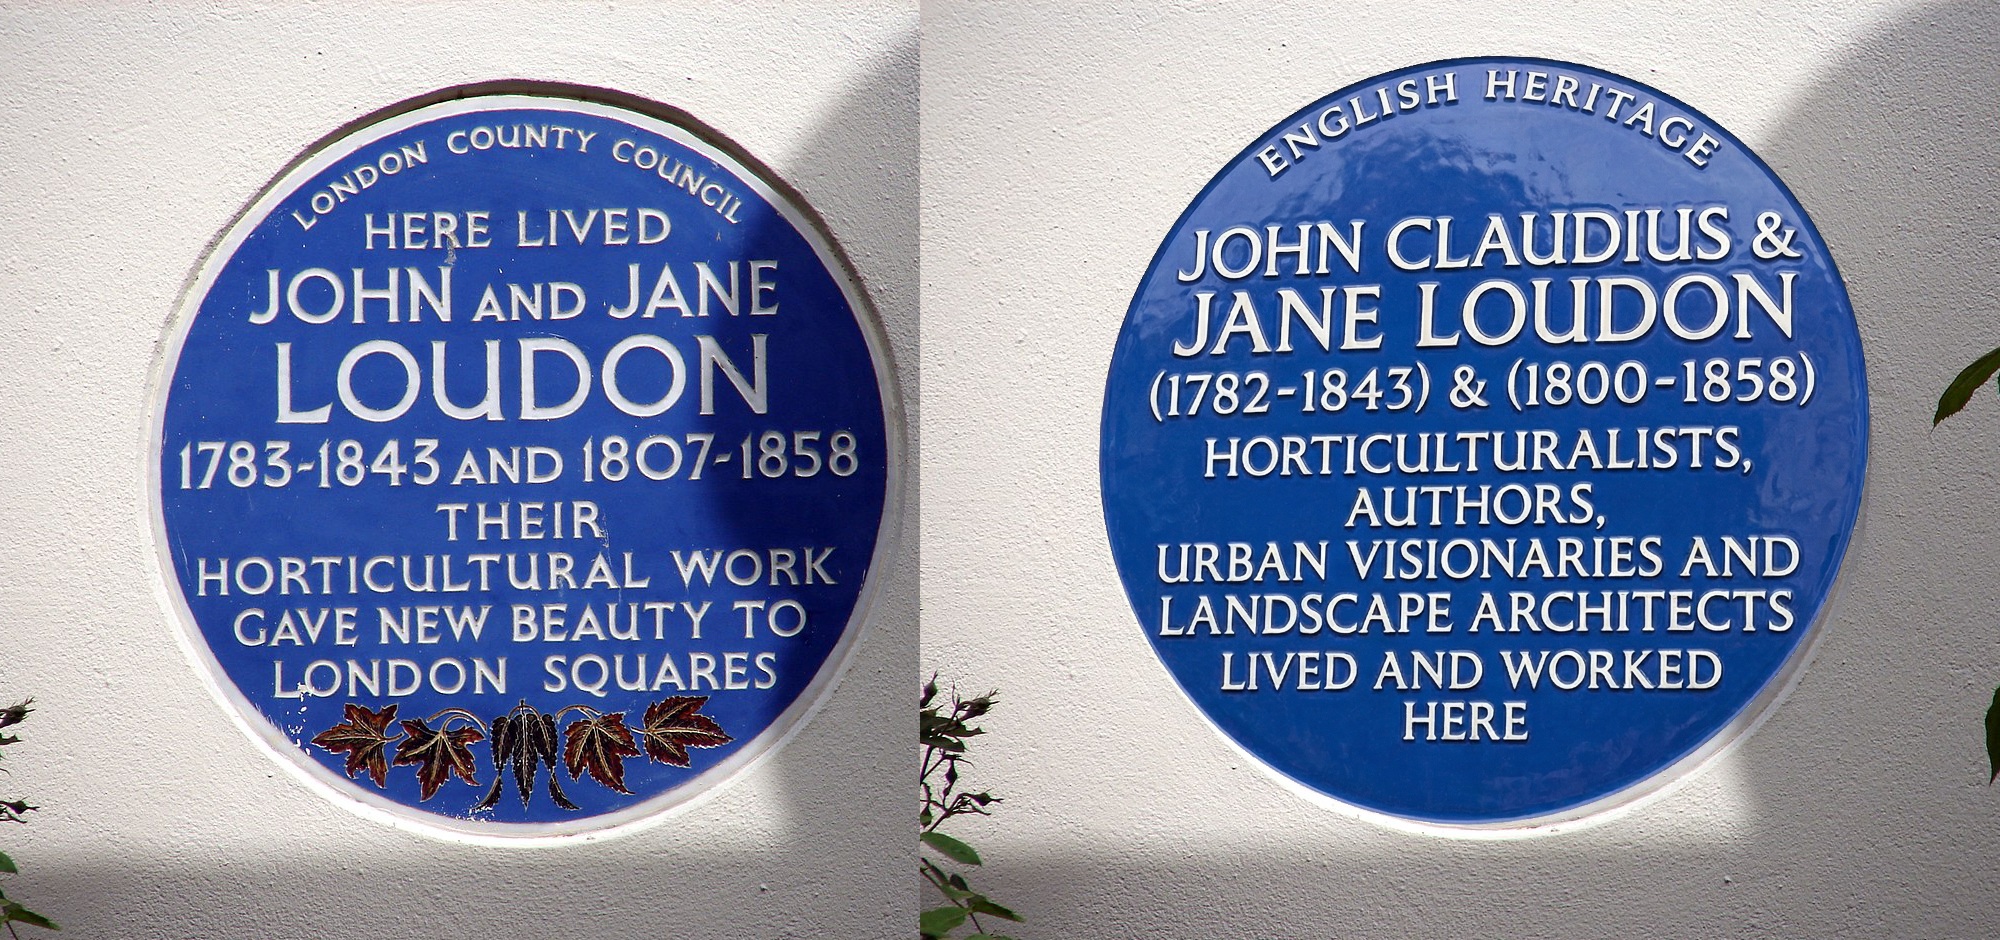 LONDON COUNTY COUNCIL
HERE LIVED
JOHN AND JANE
LOUDON
1783-1843 AND 1807-1858
THEIR
HORTICULTURAL WORK
GAVE NEW BEAUTY TO
LONDON SQUARES
ENGLISH HERITAGE
JOHN CLAUDIUS &
JANE LOUDON
(1782-1843) & (1800-1858)
HORTICULTURALISTS,
AUTHORS,
URBAN VISIONARIES AND
LANDSCAPE ARCHITECTS
LIVED AND WORKED
HERE